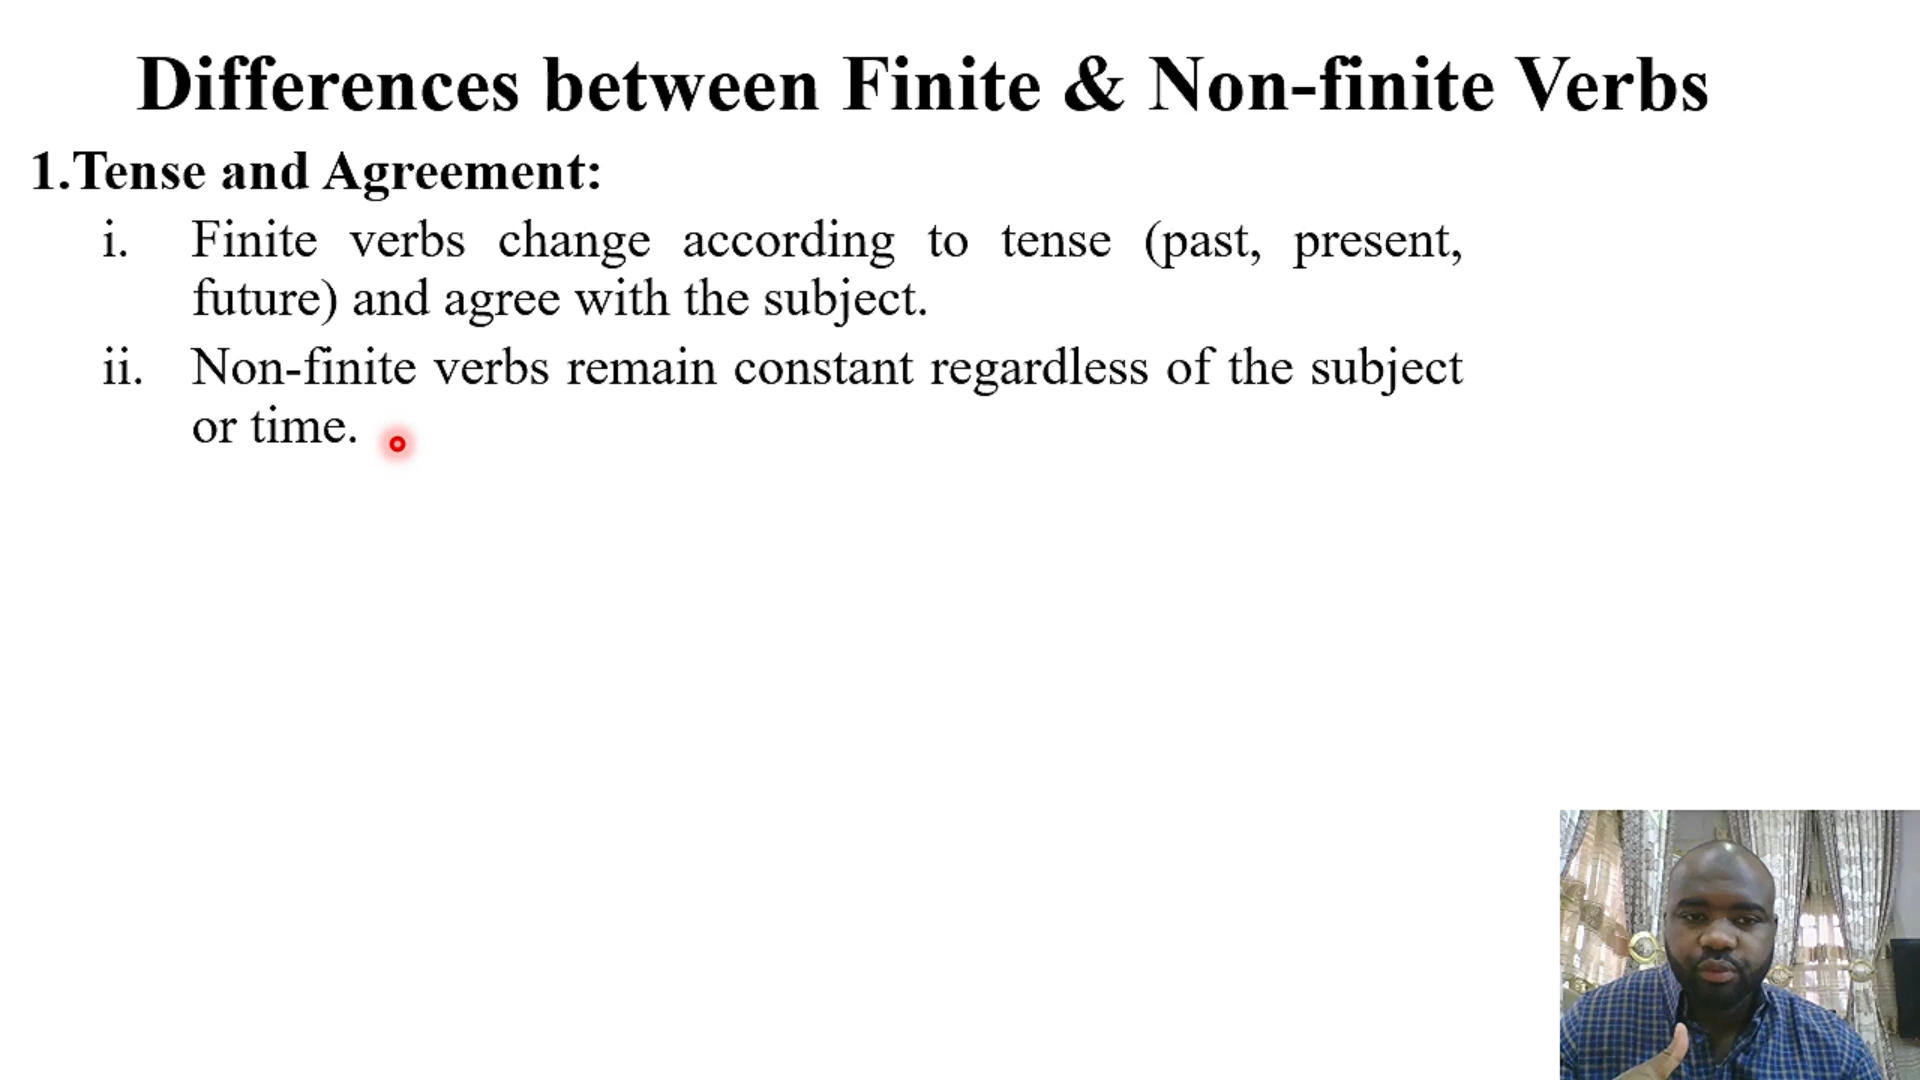 Differences between Finite & Non-finite Verbs
1.Tense and Agreement:
i. Finite verbs change according to tense (past, present,
future) and agree with the subject.
ii. Non-finite verbs remain constant regardless of the subject
or time.